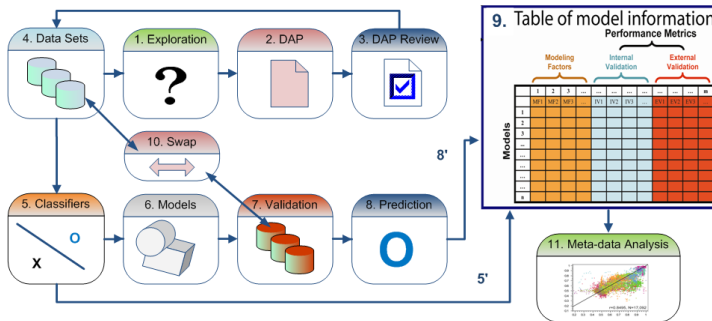 4. Data Sets
1. Exploration
?
2. DAP
3. DAP Review
9. Table of model information
Performance Metrics
Modeling Factors
Internal Validation
External Validation
1 2 3 ... ... ... ... ... ... ... m
MF1 MF2 MF3 ... IV1 IV2 IV3 ... EV1 EV2 EV3 ...
Models
1
2
3
...
...
...
...
n
10. Swap
8'
5. Classifiers
O
X
6. Models
7. Validation
8. Prediction
O
5'
11. Meta-data Analysis